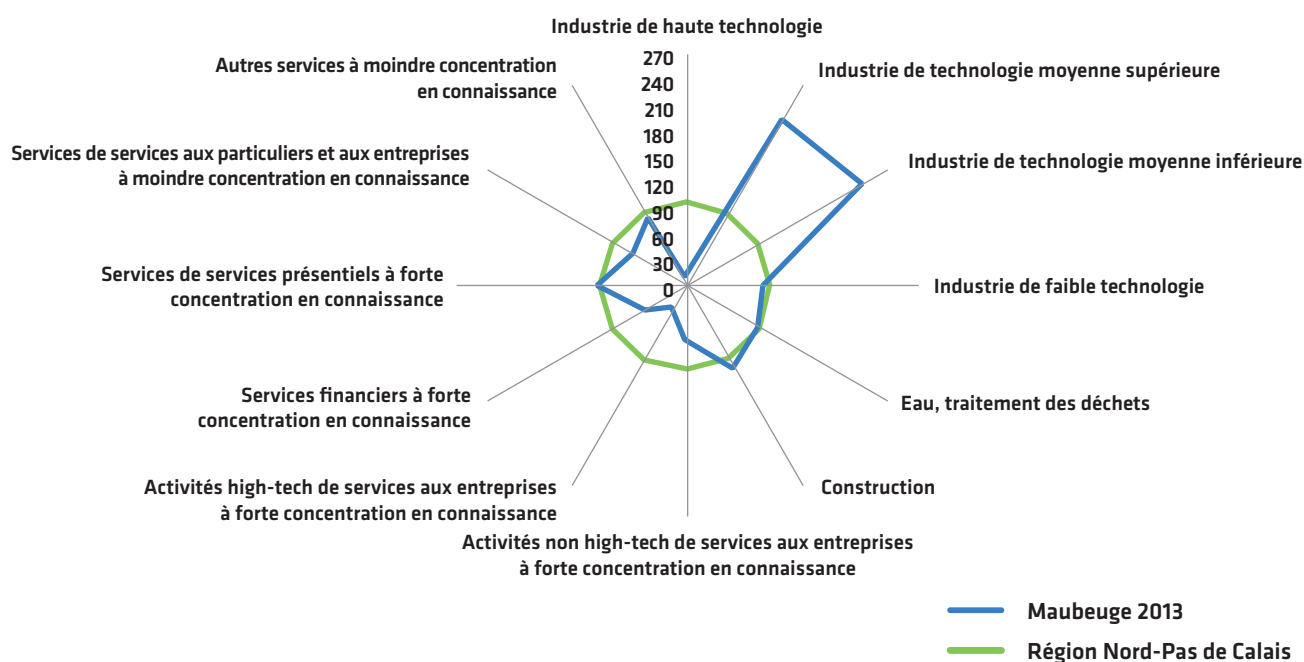 Industrie de haute technologie
270
240
210
180
150
120
90
60
30
0
Industrie de technologie moyenne supérieure
Industrie de technologie moyenne inférieure
Industrie de faible technologie
Eau, traitement des déchets
Construction
Activités non high-tech de services aux entreprises
à forte concentration en connaissance
Activités high-tech de services aux entreprises
à forte concentration en connaissance
Services financiers à forte
concentration en connaissance
Services de services présentiels à forte
concentration en connaissance
Services de services aux particuliers et aux entreprises
à moindre concentration en connaissance
Autres services à moindre concentration
en connaissance
Maubeuge 2013
Région Nord-Pas de Calais